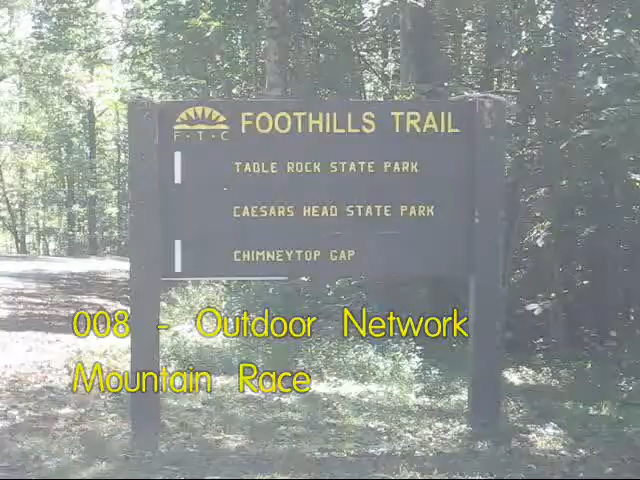 FOOTHILLS TRAIL
F•T•C
TABLE ROCK STATE PARK
CAESARS HEAD STATE PARK
CHIMNEYTOP GAP
008 - Outdoor Network
Mountain Race